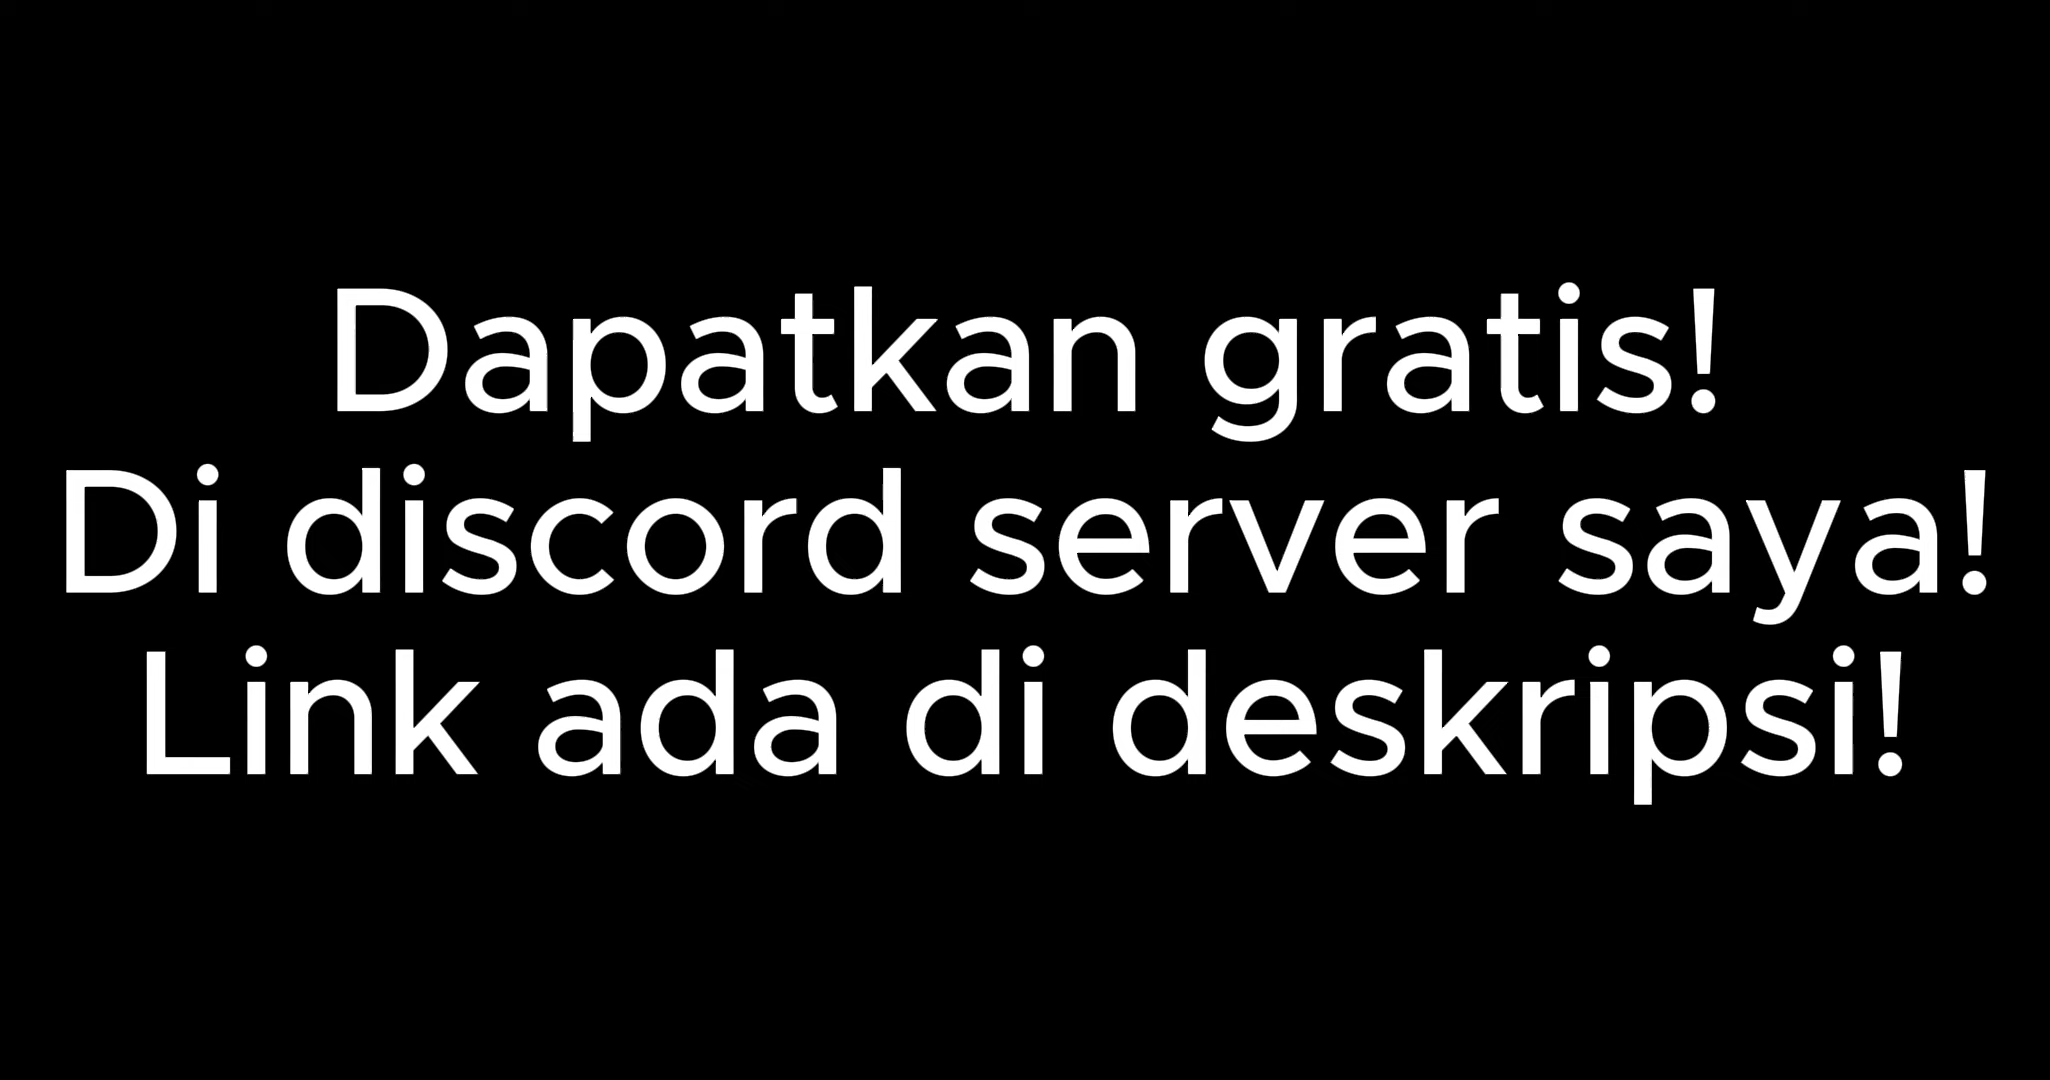 Dapatkan gratis!
Di discord server saya!
Link ada di deskripsi!